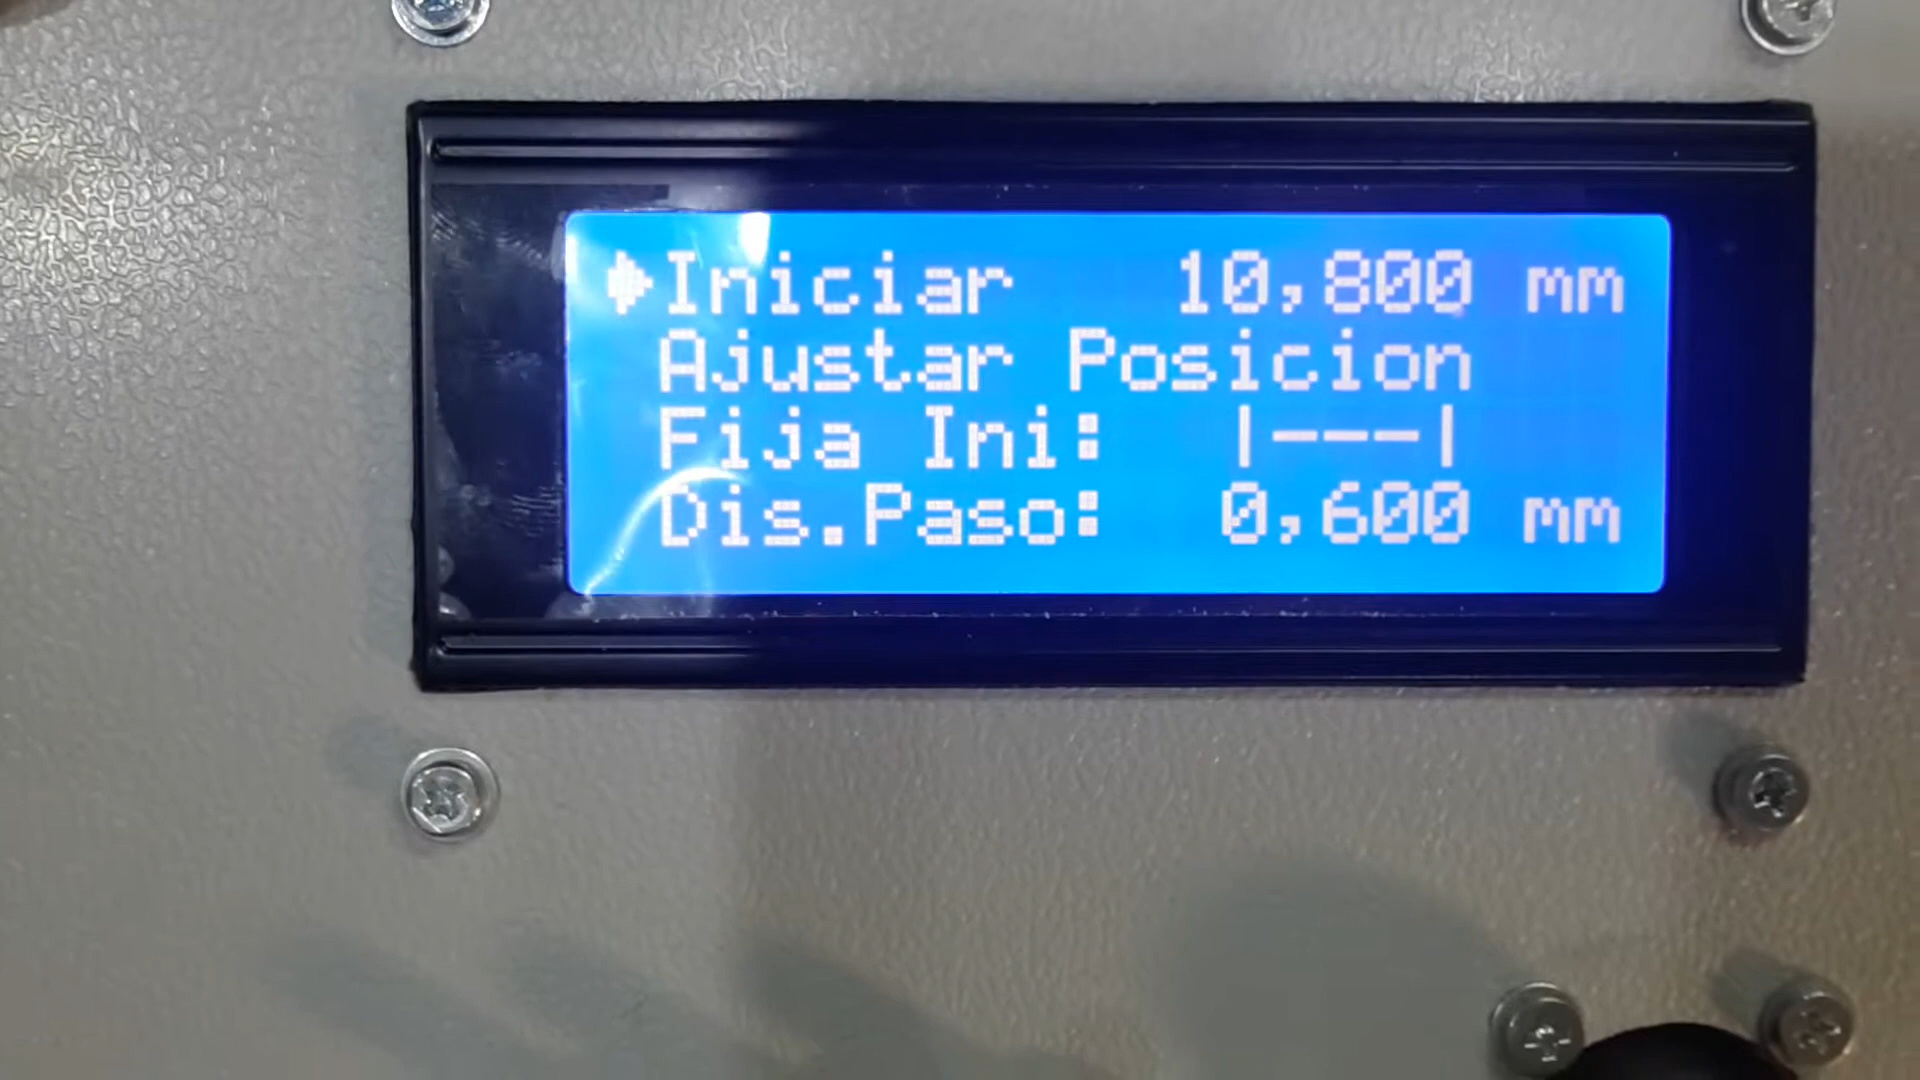 Iniciar 10,800 mm
Ajustar Posicion
Fija Ini: |---|
Dis.Paso: 0,600 mm